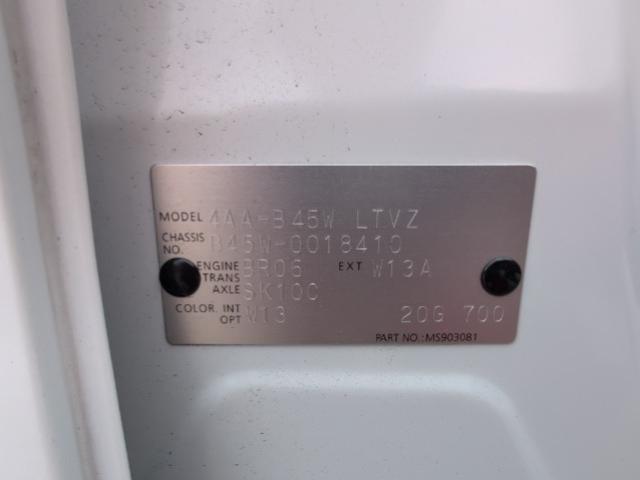 MODEL 4AA-B45W LTVZ
CHASSIS NO. B45W-0018410
ENGINE BR06 EXT W13A
TRANS AXLE SK10C
COLOR. INT OPT W13 20G 700
PART NO.:MS903081